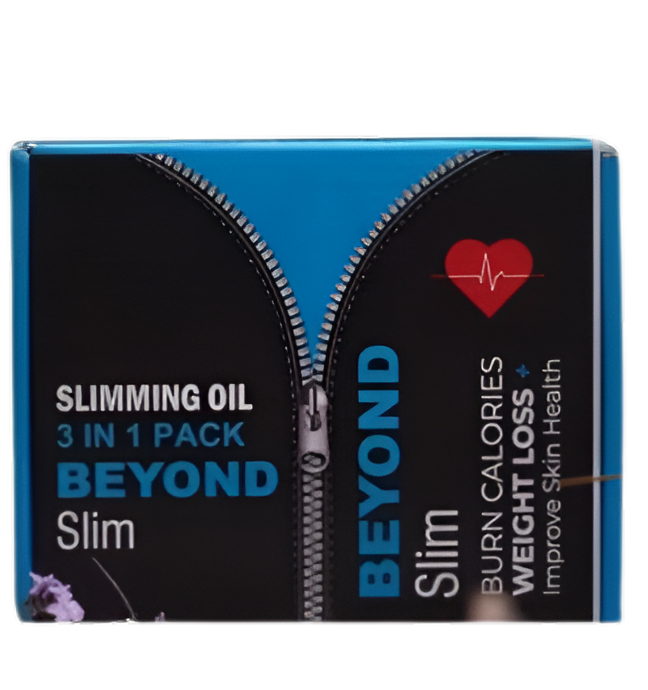 SLIMMING OIL
3 IN 1 PACK
BEYOND
Slim
BEYOND
Slim
BURN CALORIES
WEIGHT LOSS +
Improve Skin Health